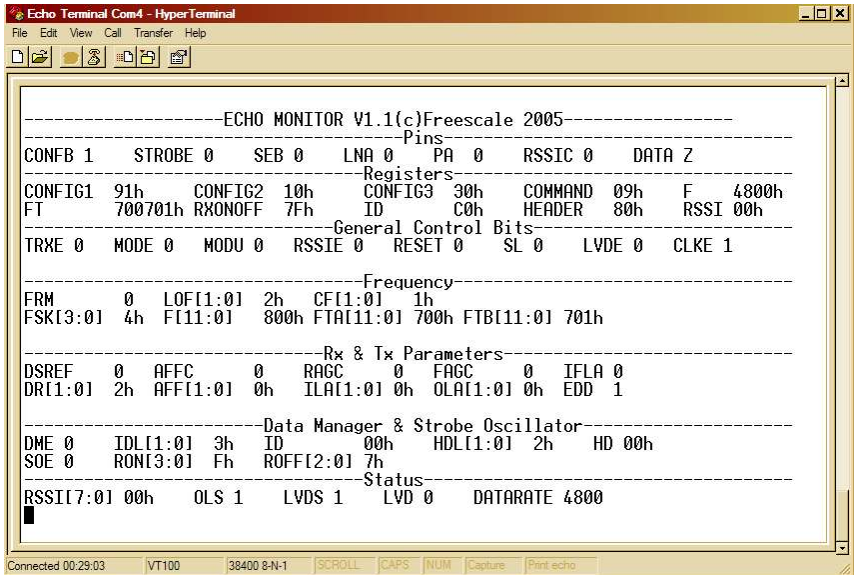 Echo Terminal Com4 - HyperTerminal
File Edit View Call Transfer Help
--------------------ECHO MONITOR V1.1(c)Freescale 2005-----------------
--------------------------------------Pins-----------------------------------
CONFB 1 STROBE 0 SEB 0 LNA 0 PA 0 RSSIC 0 DATA Z
----------------------------------Registers----------------------------------
CONFIG1 91h CONFIG2 10h CONFIG3 30h COMMAND 09h F 4800h
FT 700701h RXONOFF 7Fh ID C0h HEADER 80h RSSI 00h
-------------------------------General Control Bits--------------------------
TRXE 0 MODE 0 MODU 0 RSSIE 0 RESET 0 SL 0 LVDE 0 CLKE 1
----------------------------------Frequency----------------------------------
FRM 0 LOF[1:0] 2h CF[1:0] 1h
FSK[3:0] 4h F[11:0] 800h FTA[11:0] 700h FTB[11:0] 701h
------------------------------Rx & Tx Parameters-----------------------------
DSREF 0 AFFC 0 RAGC 0 FAGC 0 IFLA 0
DR[1:0] 2h AFF[1:0] 0h ILA[1:0] 0h OLA[1:0] 0h EDD 1
------------------------Data Manager & Strobe Oscillator---------------------
DME 0 IDL[1:0] 3h ID 00h HDL[1:0] 2h HD 00h
SOE 0 RON[3:0] Fh ROFF[2:0] 7h
----------------------------------Status-------------------------------------
RSSI[7:0] 00h OLS 1 LVDS 1 LVD 0 DATARATE 4800
Connected 00:29:03 VT100 38400 8-N-1 SCROLL CAPS NUM Capture Print echo